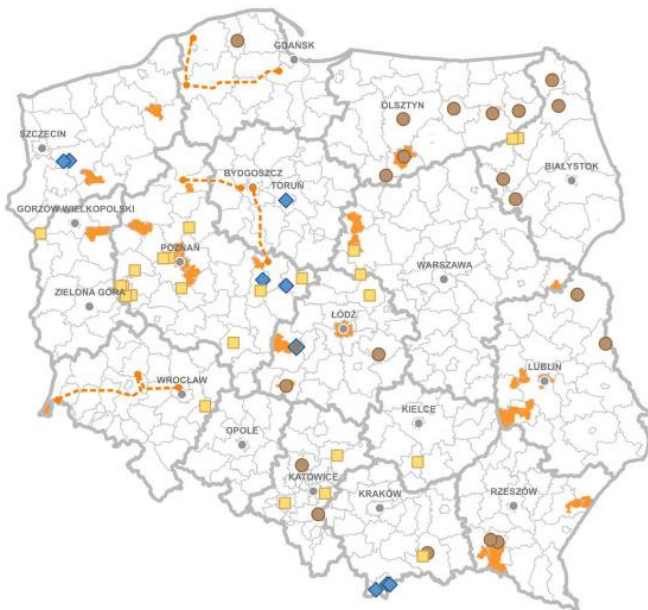 GDAŃSK
OLSZTYN
SZCZECIN
BIAŁYSTOK
BYDGOSZCZ
TORUŃ
GORZÓW WIELKOPOLSKI
POZNAŃ
WARSZAWA
ZIELONA GÓRA
ŁÓDŹ
WROCŁAW
LUBLIN
KIELCE
OPOLE
KATOWICE
KRAKÓW
RZESZÓW